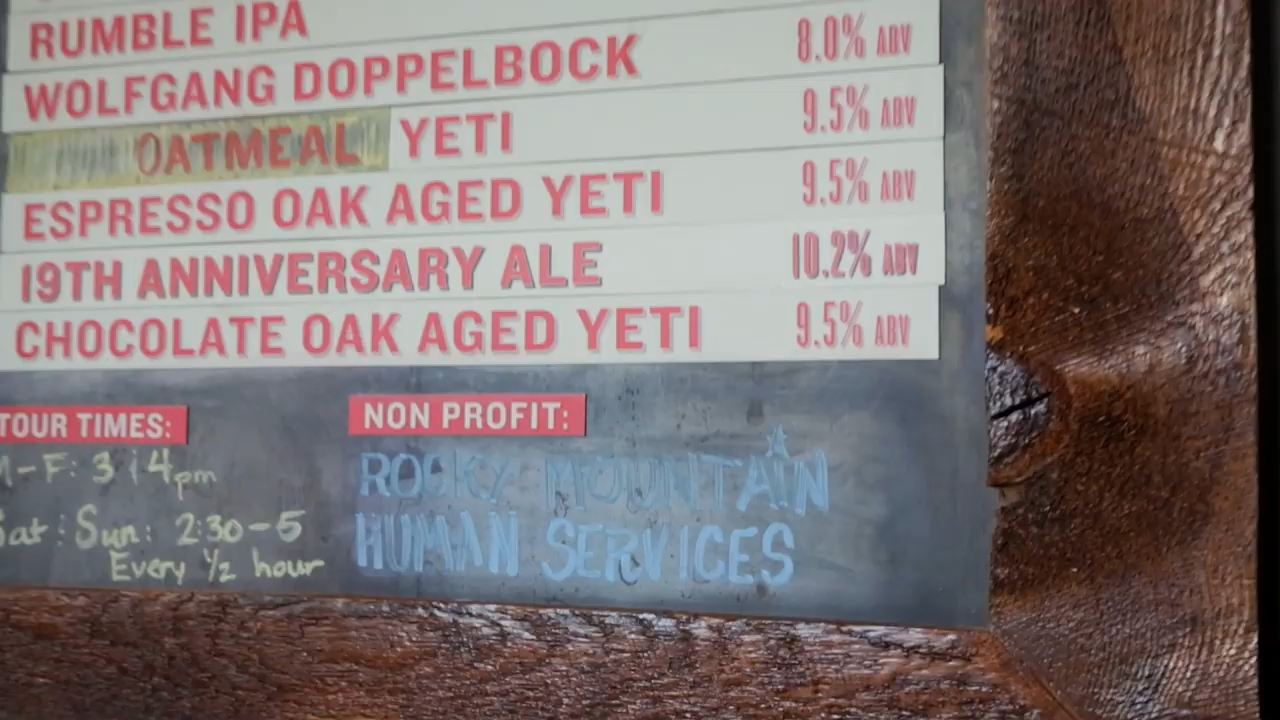 RUMBLE IPA
WOLFGANG DOPPELBOCK 8.0% ABV
OATMEAL YETI 9.5% ABV
ESPRESSO OAK AGED YETI 9.5% ABV
19TH ANNIVERSARY ALE 10.2% ABV
CHOCOLATE OAK AGED YETI 9.5% ABV
TOUR TIMES:
M-F: 3 ; 4pm
Sat ; Sun: 2:30-5
Every ½ hour
NON PROFIT:
ROCKY MOUNTAIN
HUMAN SERVICES